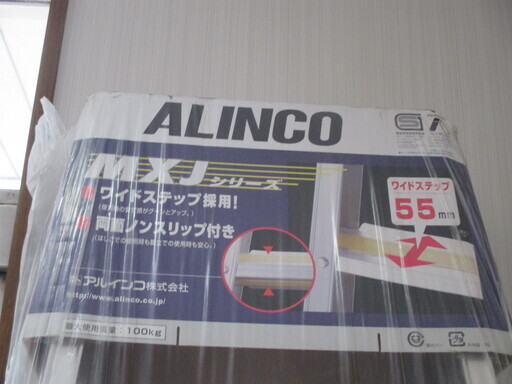 ALINCO
MXJシリーズ
ワイドステップ採用!
両面ノンスリップ付き
ワイドステップ
55mm
アルインコ株式会社
http://www.alinco.co.jp/
最大使用質量:100kg